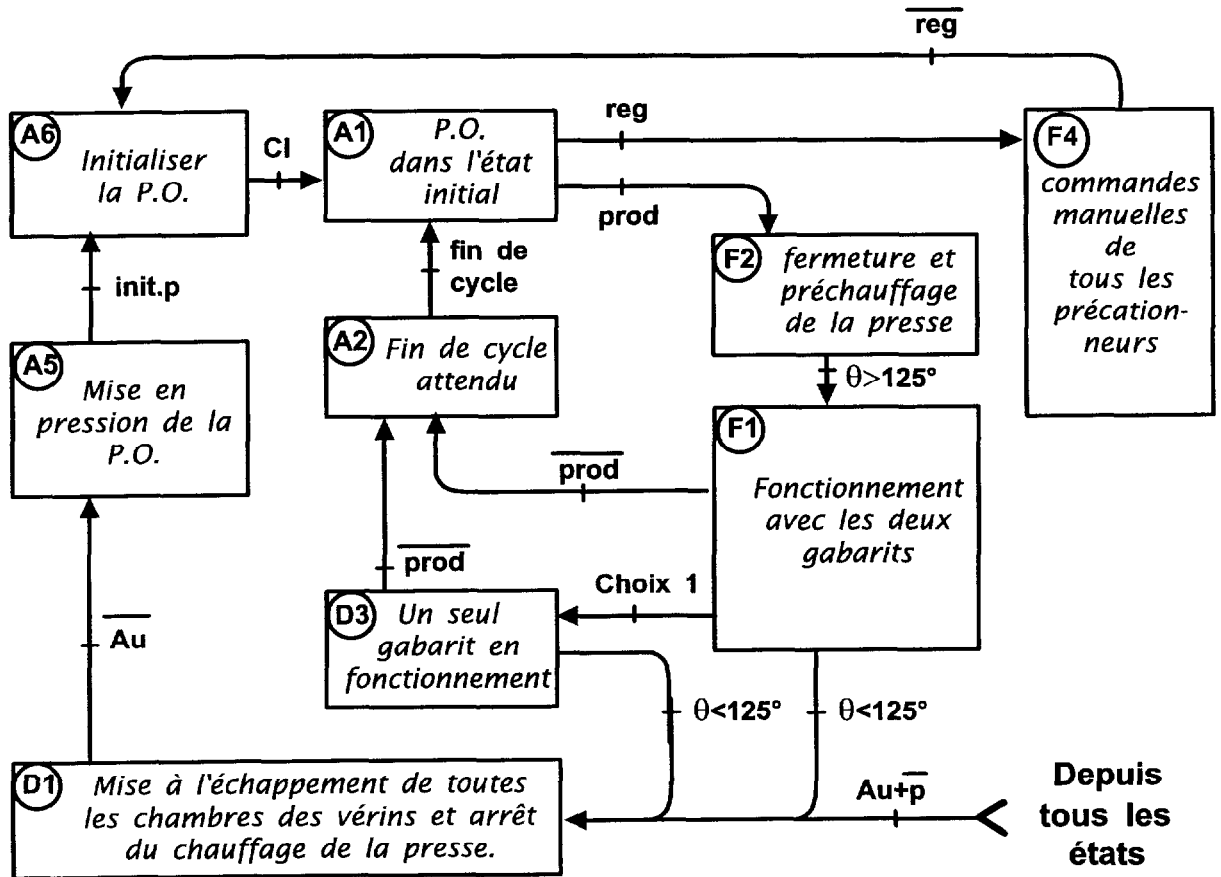 reg
A6
Initialiser
la P.O.
CI
A1
P.O.
dans l'état
initial
reg
prod
F4
commandes
manuelles
de
tous les
précation-
neurs
init.p
fin de
cycle
F2
fermeture et
préchauffage
de la presse
A5
Mise en
pression de la
P.O.
A2
Fin de cycle
attendu
θ>125°
F1
Fonctionnement
avec les deux
gabarits
prod
prod
Choix 1
Au
D3
Un seul
gabarit en
fonctionnement
θ<125°
θ<125°
D1
Mise à l'échappement de toutes
les chambres des vérins et arrêt
du chauffage de la presse.
Au+p
Depuis
tous les
états